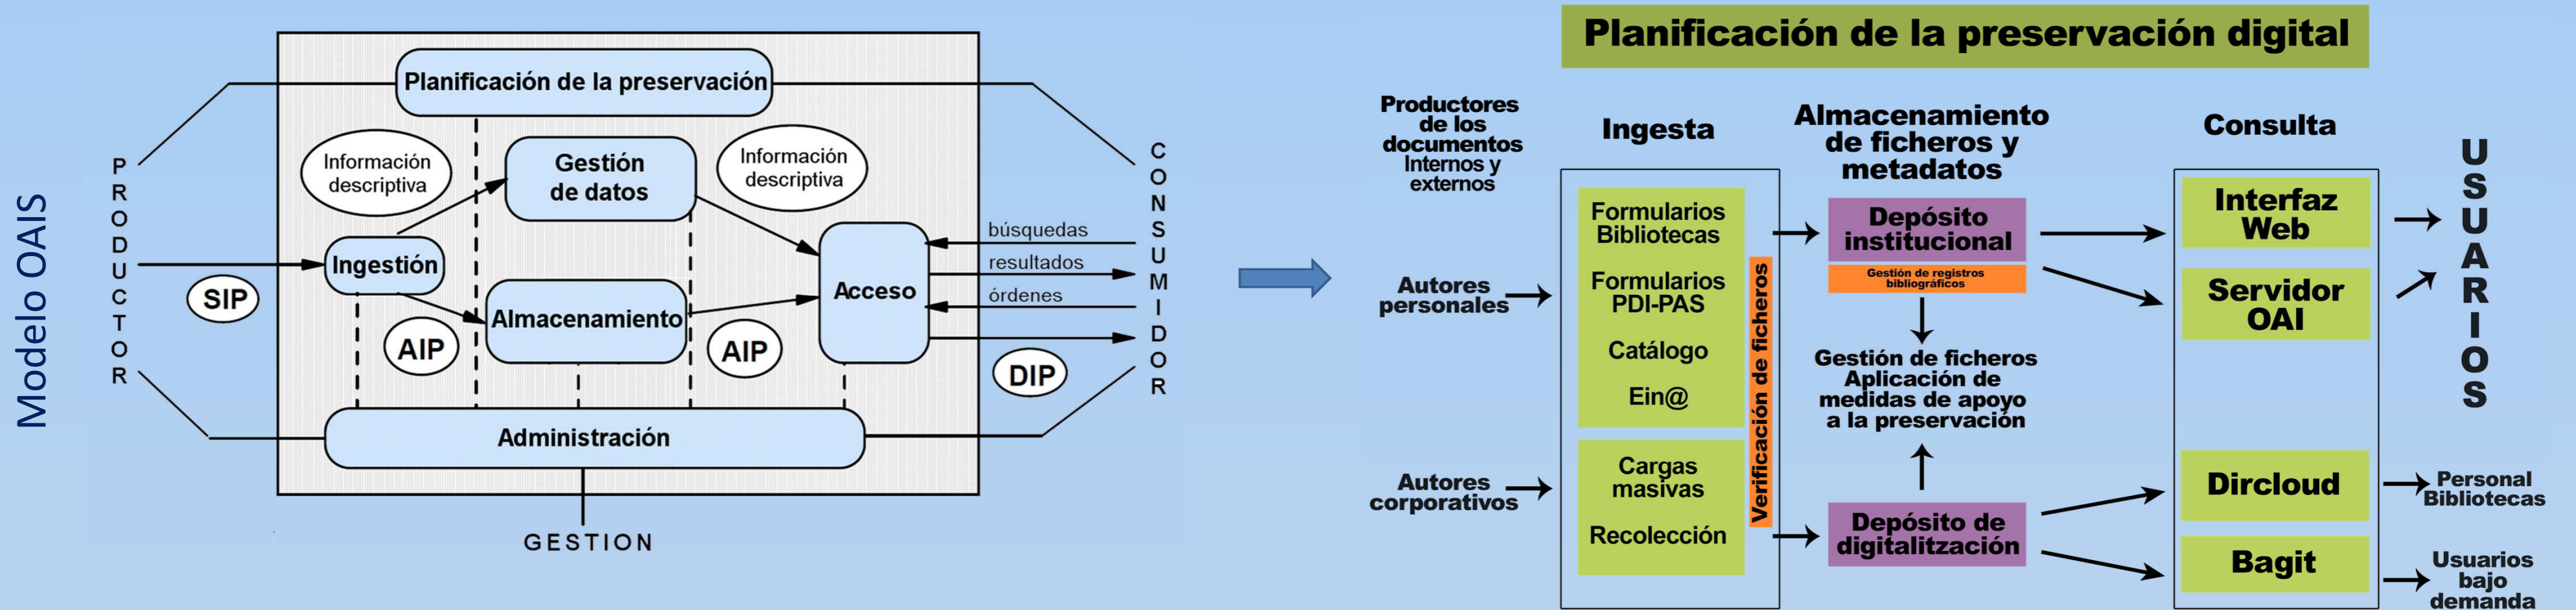 Modelo OAIS
PRODUCTOR
Planificación de la preservación
Información
descriptiva
Gestión
de datos
Información
descriptiva
Ingestión
SIP
AIP
Almacenamiento
AIP
Acceso
búsquedas
resultados
órdenes
DIP
CONSUMIDOR
Administración
GESTION
Planificación de la preservación digital
Productores
de los
documentos
Internos y
externos
Autores
personales
Autores
corporativos
Ingesta
Formularios
Bibliotecas
Formularios
PDI-PAS
Catálogo
Ein@
Cargas
masivas
Recolección
Verificación de ficheros
Almacenamiento
de ficheros y
metadatos
Depósito
institucional
Gestión de registros
bibliográficos
Gestión de ficheros
Aplicación de
medidas de apoyo
a la preservación
Depósito de
digitalitzación
Consulta
Interfaz
Web
Servidor
OAI
Dircloud
Bagit
USUARIOS
Personal
Bibliotecas
Usuarios
bajo
demanda